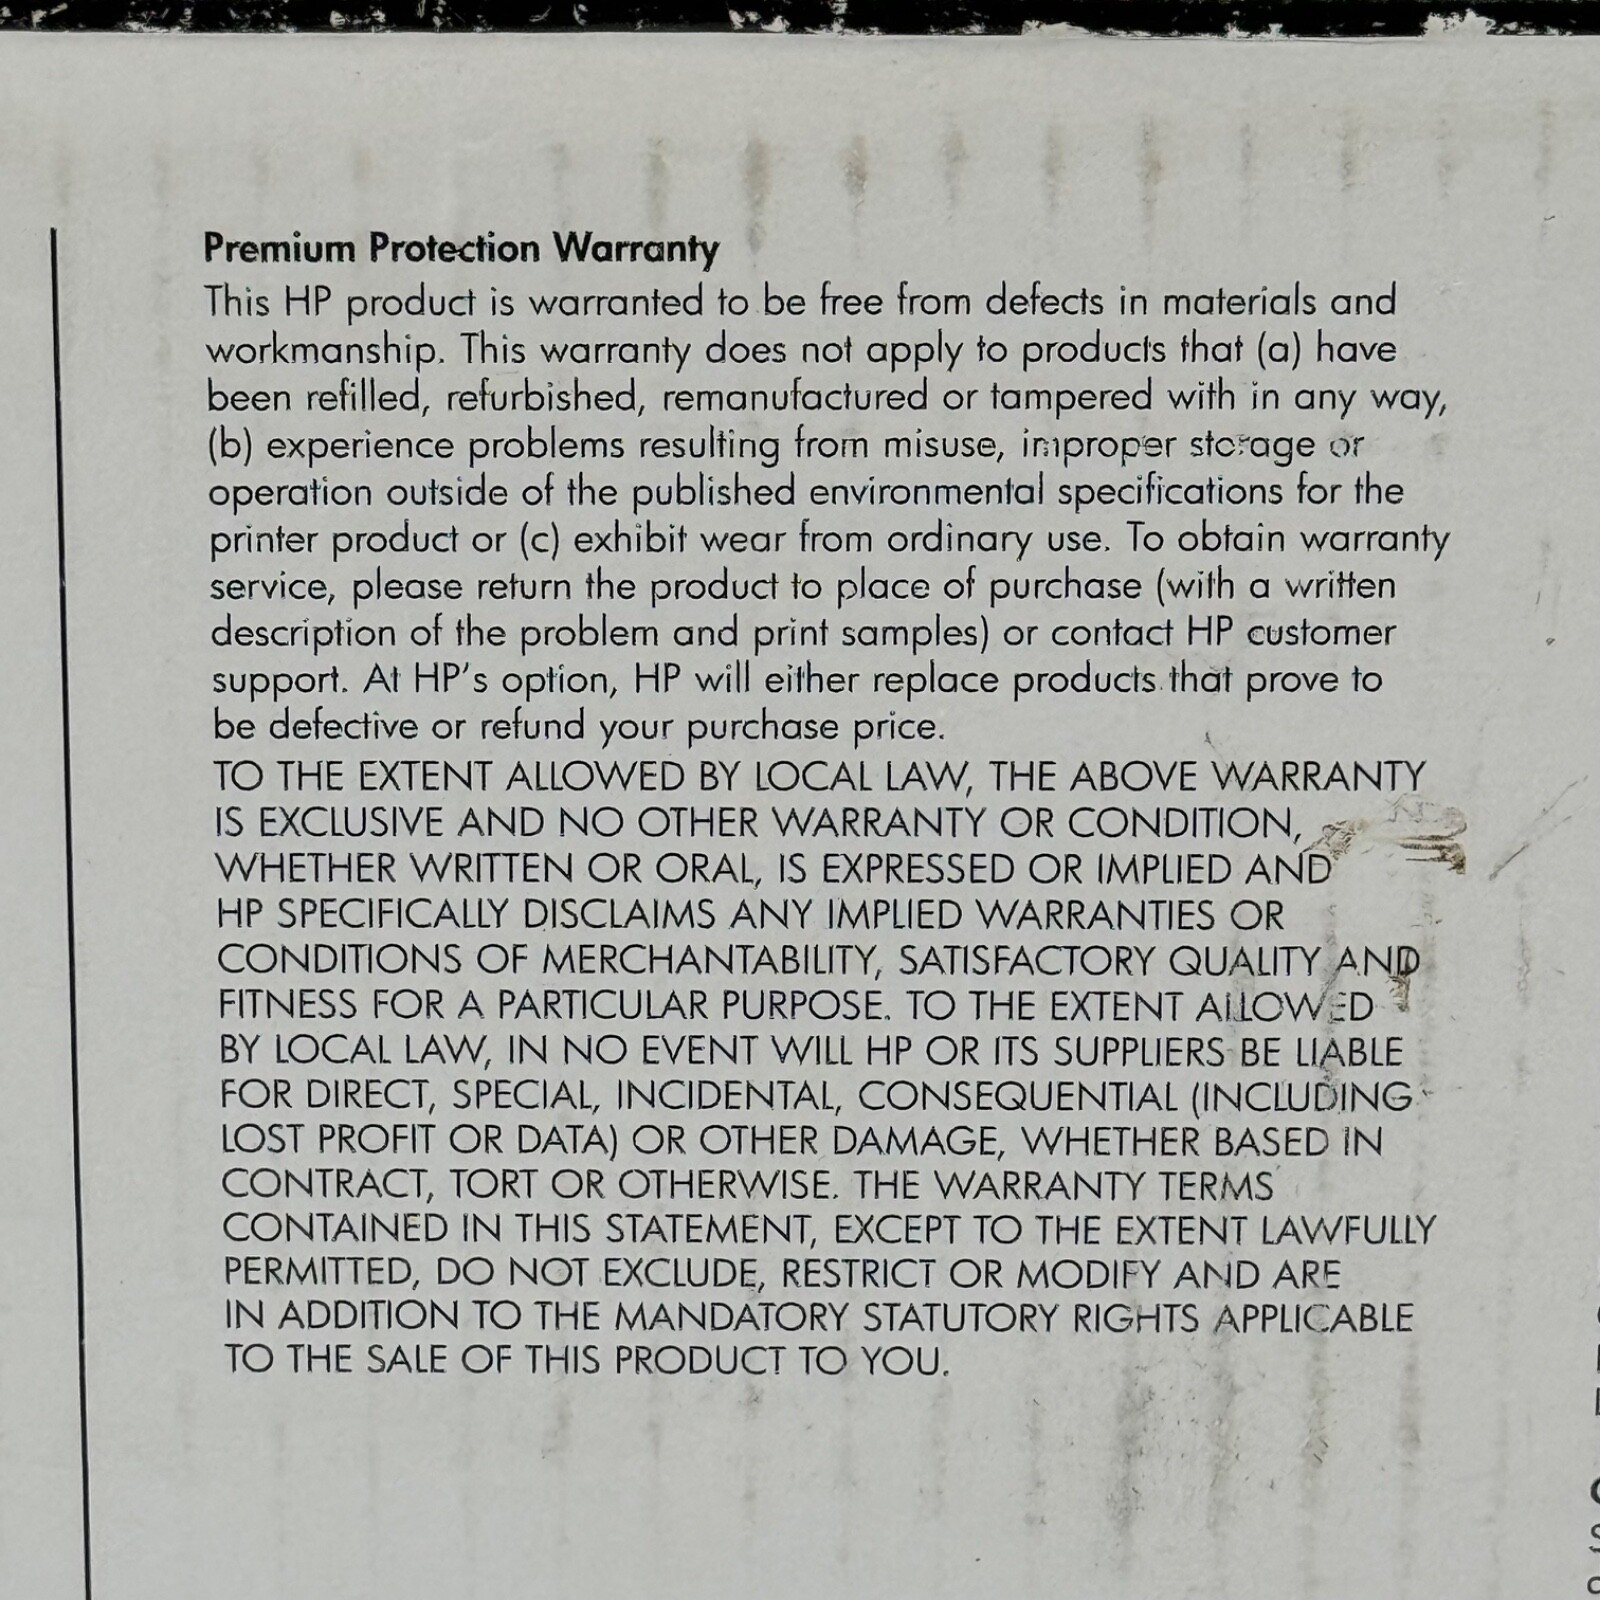 Premium Protection Warranty
This HP product is warranted to be free from defects in materials and
workmanship. This warranty does not apply to products that (a) have
been refilled, refurbished, remanufactured or tampered with in any way,
(b) experience problems resulting from misuse, improper storage or
operation outside of the published environmental specifications for the
printer product or (c) exhibit wear from ordinary use. To obtain warranty
service, please return the product to place of purchase (with a written
description of the problem and print samples) or contact HP customer
support. At HP's option, HP will either replace products that prove to
be defective or refund your purchase price.
TO THE EXTENT ALLOWED BY LOCAL LAW, THE ABOVE WARRANTY
IS EXCLUSIVE AND NO OTHER WARRANTY OR CONDITION,
WHETHER WRITTEN OR ORAL, IS EXPRESSED OR IMPLIED AND
HP SPECIFICALLY DISCLAIMS ANY IMPLIED WARRANTIES OR
CONDITIONS OF MERCHANTABILITY, SATISFACTORY QUALITY AND
FITNESS FOR A PARTICULAR PURPOSE. TO THE EXTENT ALLOWED
BY LOCAL LAW, IN NO EVENT WILL HP OR ITS SUPPLIERS BE LIABLE
FOR DIRECT, SPECIAL, INCIDENTAL, CONSEQUENTIAL (INCLUDING
LOST PROFIT OR DATA) OR OTHER DAMAGE, WHETHER BASED IN
CONTRACT, TORT OR OTHERWISE. THE WARRANTY TERMS
CONTAINED IN THIS STATEMENT, EXCEPT TO THE EXTENT LAWFULLY
PERMITTED, DO NOT EXCLUDE, RESTRICT OR MODIFY AND ARE
IN ADDITION TO THE MANDATORY STATUTORY RIGHTS APPLICABLE
TO THE SALE OF THIS PRODUCT TO YOU.